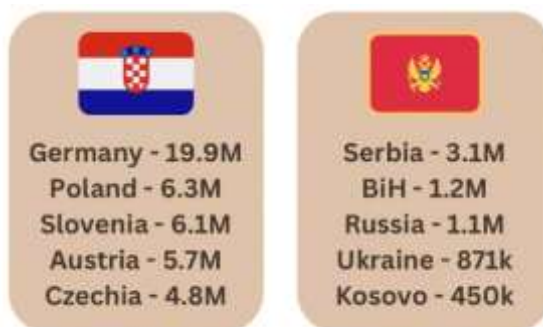 Germany - 19.9M
Poland - 6.3M
Slovenia - 6.1M
Austria - 5.7M
Czechia - 4.8M
Serbia - 3.1M
BiH - 1.2M
Russia - 1.1M
Ukraine - 871k
Kosovo - 450k